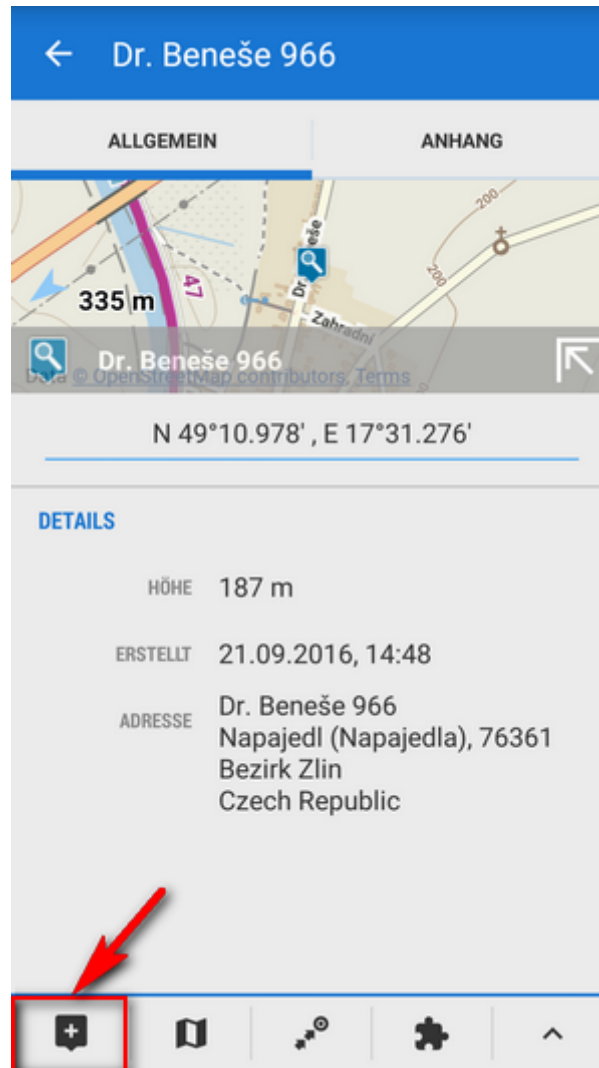 Dr. Beneše 966
ALLGEMEIN
ANHANG
200
Dr. Beneše
47
335 m
200
Zahradní
Dr. Beneše 966
Data © OpenStreetMap contributors, Terms
N 49°10.978' , E 17°31.276'
DETAILS
HÖHE 187 m
ERSTELLT 21.09.2016, 14:48
ADRESSE Dr. Beneše 966
Napajedl (Napajedla), 76361
Bezirk Zlin
Czech Republic